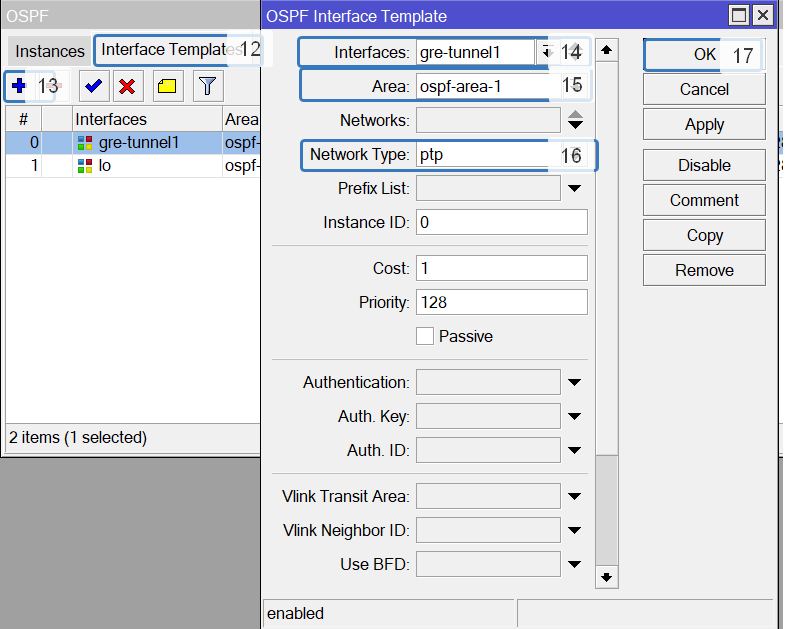 OSPF
Instances
Interface Templates 12
13
# Interfaces Area
0 gre-tunnel1 ospf-
1 lo ospf-
2 items (1 selected)
OSPF Interface Template
Interfaces: gre-tunnel1 14
Area: ospf-area-1 15
Networks:
Network Type: ptp 16
Prefix List:
Instance ID: 0
Cost: 1
Priority: 128
Passive
Authentication:
Auth. Key:
Auth. ID:
Vlink Transit Area:
Vlink Neighbor ID:
Use BFD:
enabled
OK 17
Cancel
Apply
Disable
Comment
Copy
Remove